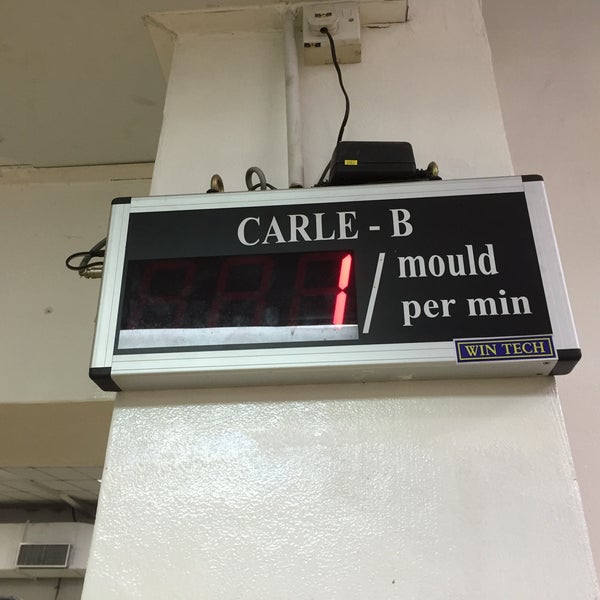 CARLE - B
1 / mould
per min
WIN TECH